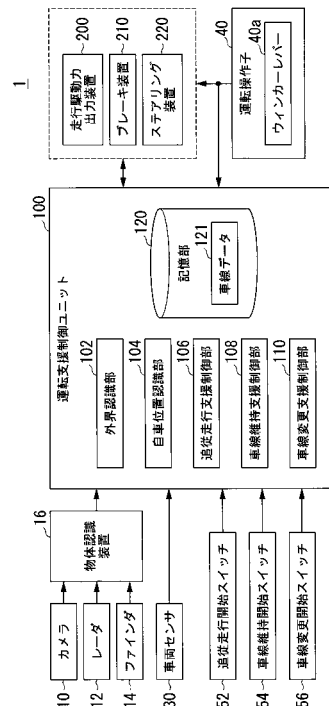 1
カメラ
10
レーダ
12
ファインダ
14
物体認識
装置
16
車両センサ
30
追従走行開始スイッチ
52
車線維持開始スイッチ
54
車線変更開始スイッチ
56
運転支援制御ユニット
100
外界認識部
102
自車位置認識部
104
追従走行支援制御部
106
車線維持支援制御部
108
車線変更支援制御部
110
記憶部
120
車線データ
121
走行駆動力
出力装置
200
ブレーキ装置
210
ステアリング
装置
220
運転操作子
40
ウィンカーレバー
40a